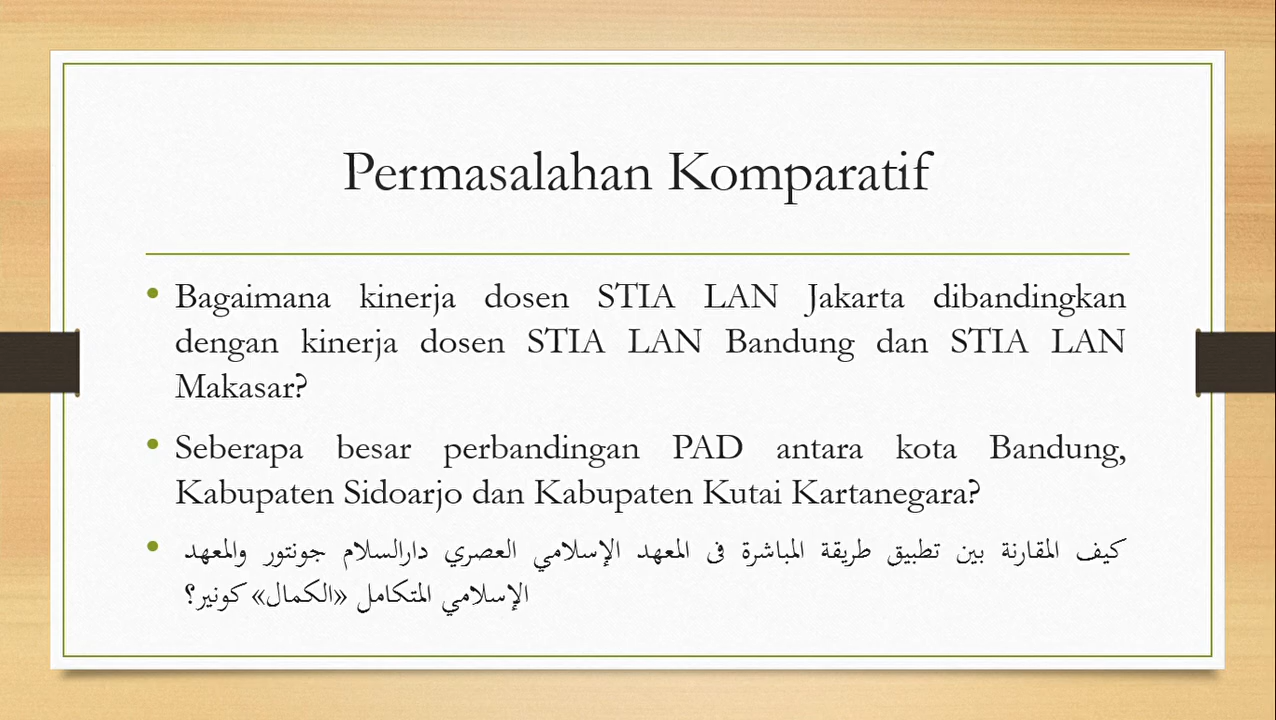 Permasalahan Komparatif
• Bagaimana kinerja dosen STIA LAN Jakarta dibandingkan
dengan kinerja dosen STIA LAN Bandung dan STIA LAN
Makasar?
• Seberapa besar perbandingan PAD antara kota Bandung,
Kabupaten Sidoarjo dan Kabupaten Kutai Kartanegara?
• كيف المقارنة بين تطبيق طريقة المباشرة فى المعهد الإسلامي العصري دارالسلام جونتور والمعهد
الإسلامي المتكامل «الكمال» كونير؟